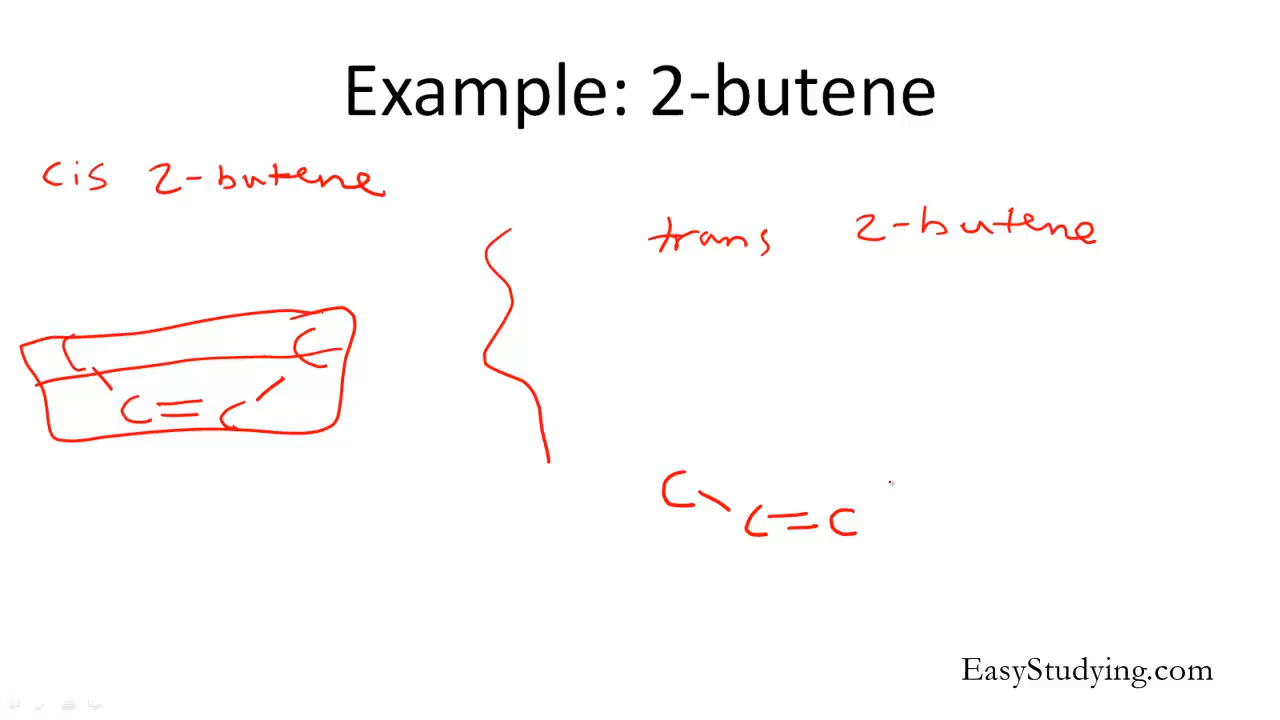 Example: 2-butene
cis 2-butene
trans 2-butene
C C
C=C
C
C=C
EasyStudying.com